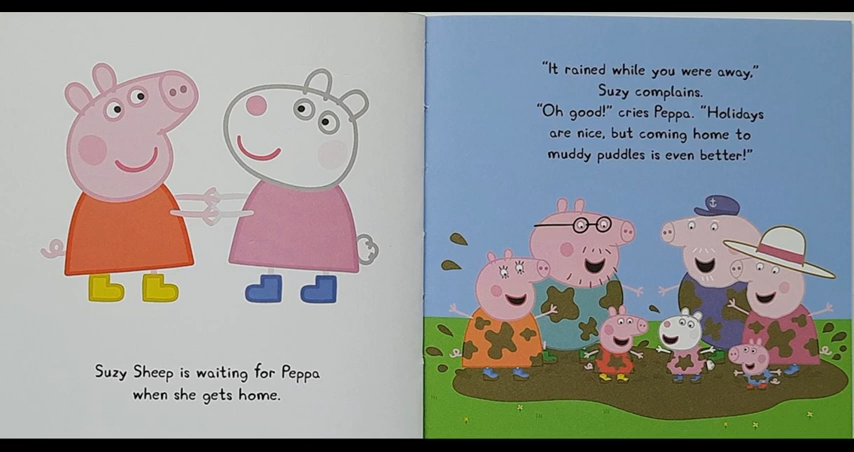 Suzy Sheep is waiting for Peppa
when she gets home.
“It rained while you were away,”
Suzy complains.
“Oh good!” cries Peppa. “Holidays
are nice, but coming home to
muddy puddles is even better!”